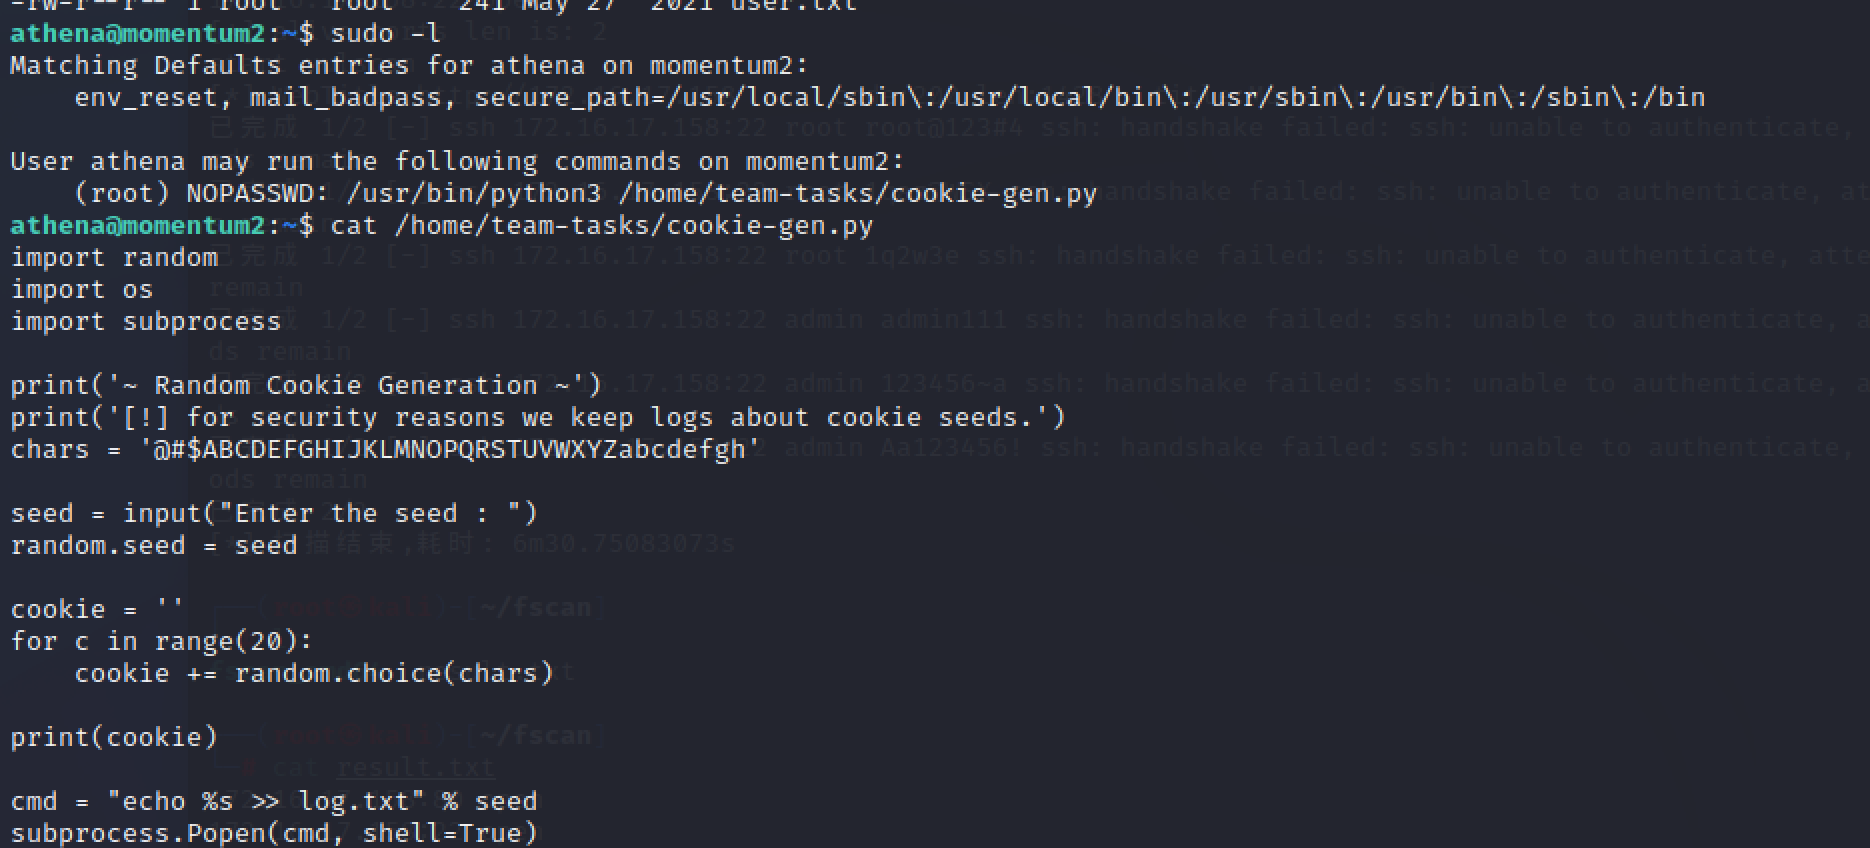 -rw-r--r-- 1 root   root    241 May 27  2021 user.txt
athena@momentum2:~$ sudo -l
Matching Defaults entries for athena on momentum2:
    env_reset, mail_badpass, secure_path=/usr/local/sbin\:/usr/local/bin\:/usr/sbin\:/usr/bin\:/sbin\:/bin

User athena may run the following commands on momentum2:
    (root) NOPASSWD: /usr/bin/python3 /home/team-tasks/cookie-gen.py
athena@momentum2:~$ cat /home/team-tasks/cookie-gen.py
import random
import os
import subprocess

print('~ Random Cookie Generation ~')
print('[!] for security reasons we keep logs about cookie seeds.')
chars = '@#$ABCDEFGHIJKLMNOPQRSTUVWXYZabcdefgh'

seed = input("Enter the seed : ")
random.seed = seed

cookie = ''
for c in range(20):
    cookie += random.choice(chars)

print(cookie)

cmd = "echo %s >> log.txt" % seed
subprocess.Popen(cmd, shell=True)